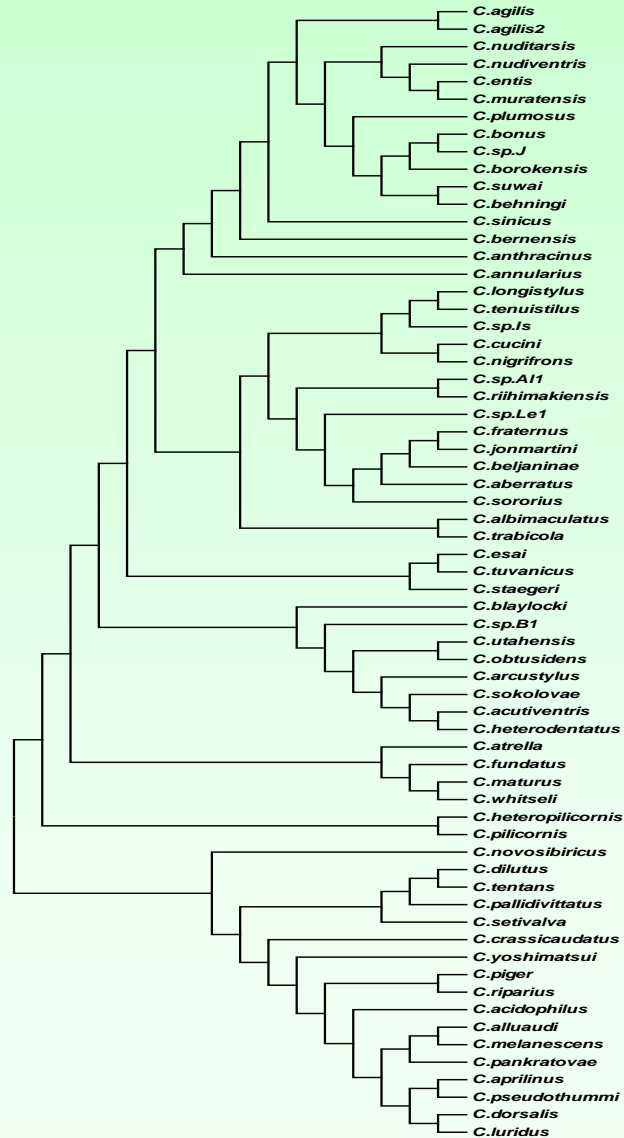 C.agilis
C.agilis2
C.nuditarsis
C.nudiventris
C.entis
C.muratensis
C.plumosus
C.bonus
C.sp.J
C.borokensis
C.suwai
C.behningi
C.sinicus
C.bernensis
C.anthracinus
C.annularius
C.longistylus
C.tenuistilus
C.sp.Is
C.cucini
C.nigrifrons
C.sp.Al1
C.riihimakiensis
C.sp.Le1
C.fraternus
C.jonmartini
C.beljaninae
C.aberratus
C.sororius
C.albimaculatus
C.trabicola
C.esai
C.tuvanicus
C.staegeri
C.blaylocki
C.sp.B1
C.utahensis
C.obtusidens
C.arcustylus
C.sokolovae
C.acutiventris
C.heterodentatus
C.atrella
C.fundatus
C.maturus
C.whitseli
C.heteropilicornis
C.pilicornis
C.novosibiricus
C.dilutus
C.tentans
C.pallidivittatus
C.setivalva
C.crassicaudatus
C.yoshimatsui
C.piger
C.riparius
C.acidophilus
C.alluaudi
C.melanescens
C.pankratovae
C.aprilinus
C.pseudothummi
C.dorsalis
C.luridus